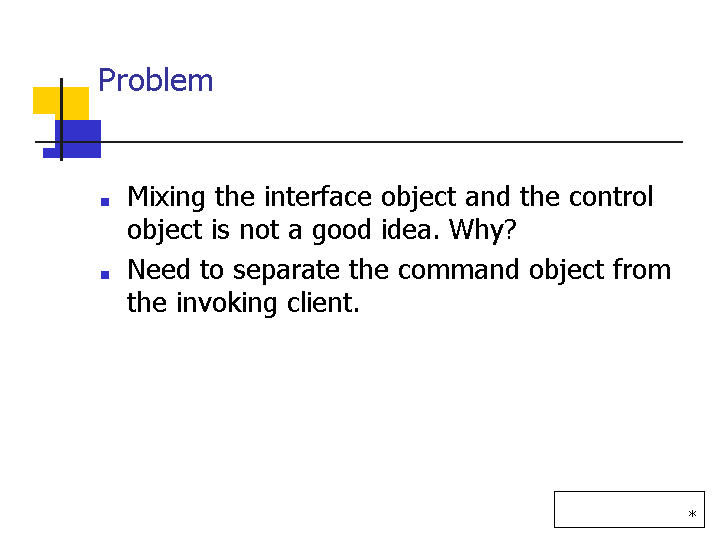 Problem
Mixing the interface object and the control
object is not a good idea. Why?
Need to separate the command object from
the invoking client.
*